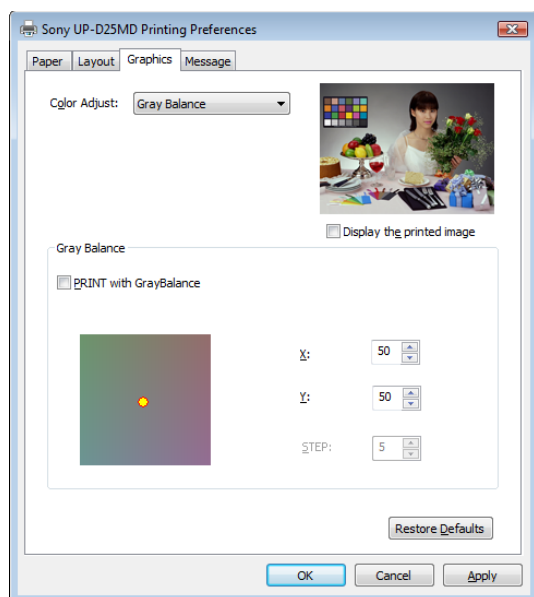 Sony UP-D25MD Printing Preferences
Paper Layout Graphics Message
Color Adjust: Gray Balance
Display the printed image
Gray Balance
PRINT with GrayBalance
X: 50
Y: 50
STEP: 5
Restore Defaults
OK Cancel Apply